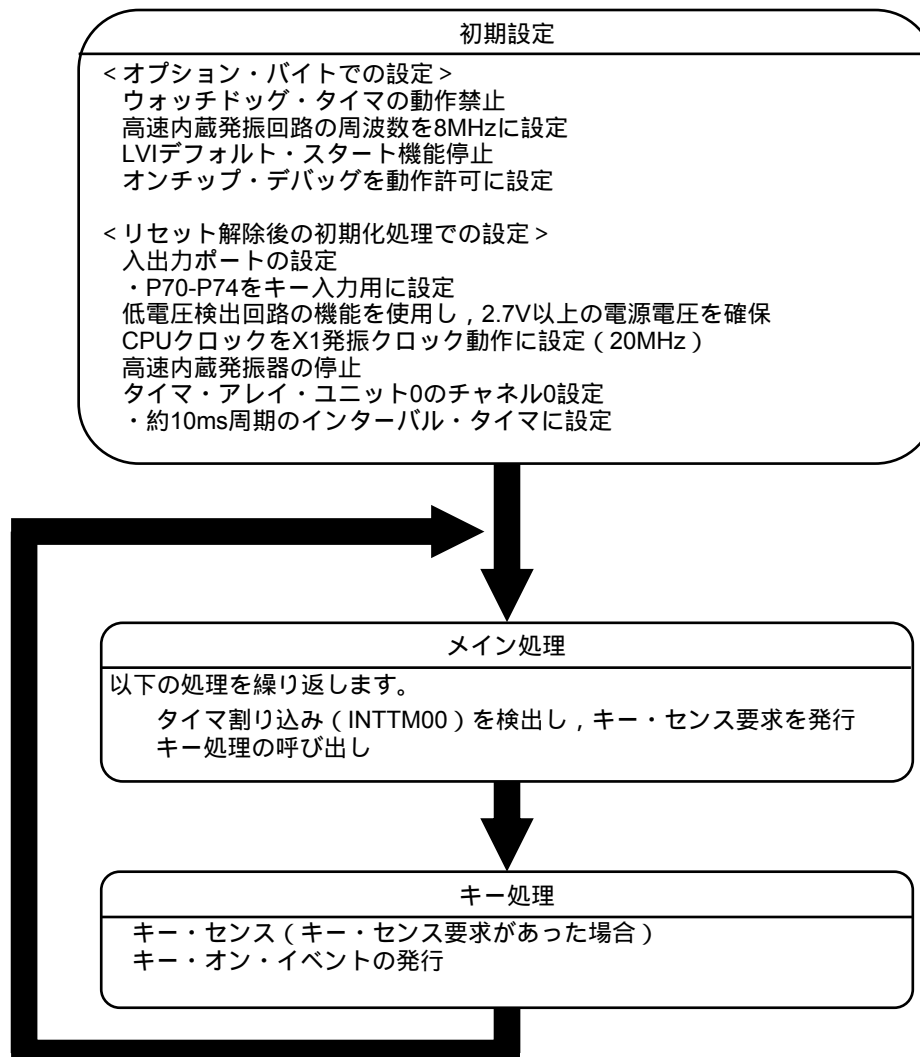 初期設定
＜オプション・バイトでの設定＞
ウォッチドッグ・タイマの動作禁止
高速内蔵発振回路の周波数を8MHzに設定
LVIデフォルト・スタート機能停止
オンチップ・デバッグを動作許可に設定
＜リセット解除後の初期化処理での設定＞
入出力ポートの設定
・P70-P74をキー入力用に設定
低電圧検出回路の機能を使用し，2.7V以上の電源電圧を確保
CPUクロックをX1発振クロック動作に設定（20MHz）
高速内蔵発振器の停止
タイマ・アレイ・ユニット0のチャネル0設定
・約10ms周期のインターバル・タイマに設定
メイン処理
以下の処理を繰り返します。
タイマ割り込み（INTTM00）を検出し，キー・センス要求を発行
キー処理の呼び出し
キー処理
キー・センス（キー・センス要求があった場合）
キー・オン・イベントの発行